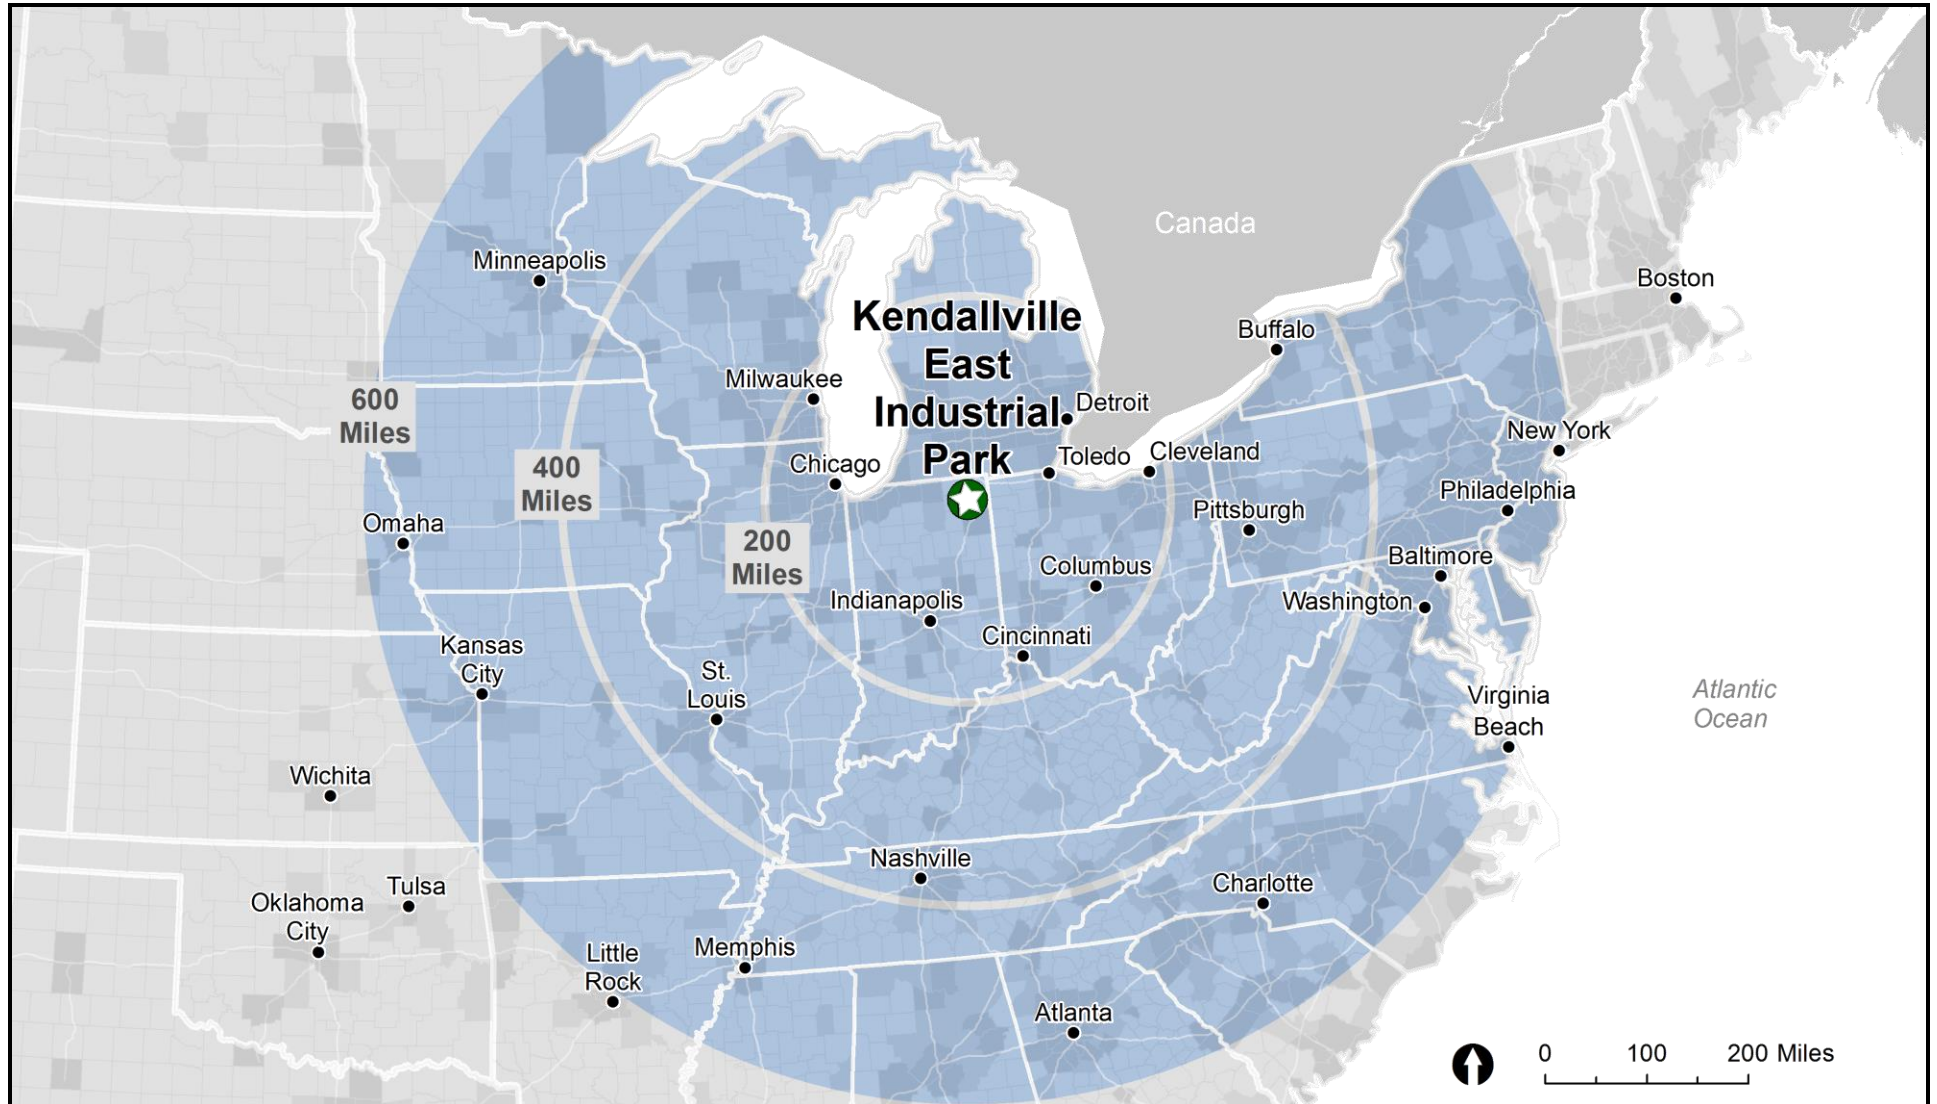 Canada
Boston
Minneapolis
Buffalo
Kendallville
East
Industrial
Park
Milwaukee
Detroit
600
Miles
New York
Toledo
Cleveland
Chicago
400
Miles
Philadelphia
Pittsburgh
Omaha
200
Miles
Baltimore
Columbus
Indianapolis
Washington
Cincinnati
Kansas
City
St.
Louis
Virginia
Beach
Atlantic
Ocean
Wichita
Nashville
Charlotte
Tulsa
Oklahoma
City
Little
Rock
Memphis
Atlanta
0 100 200 Miles